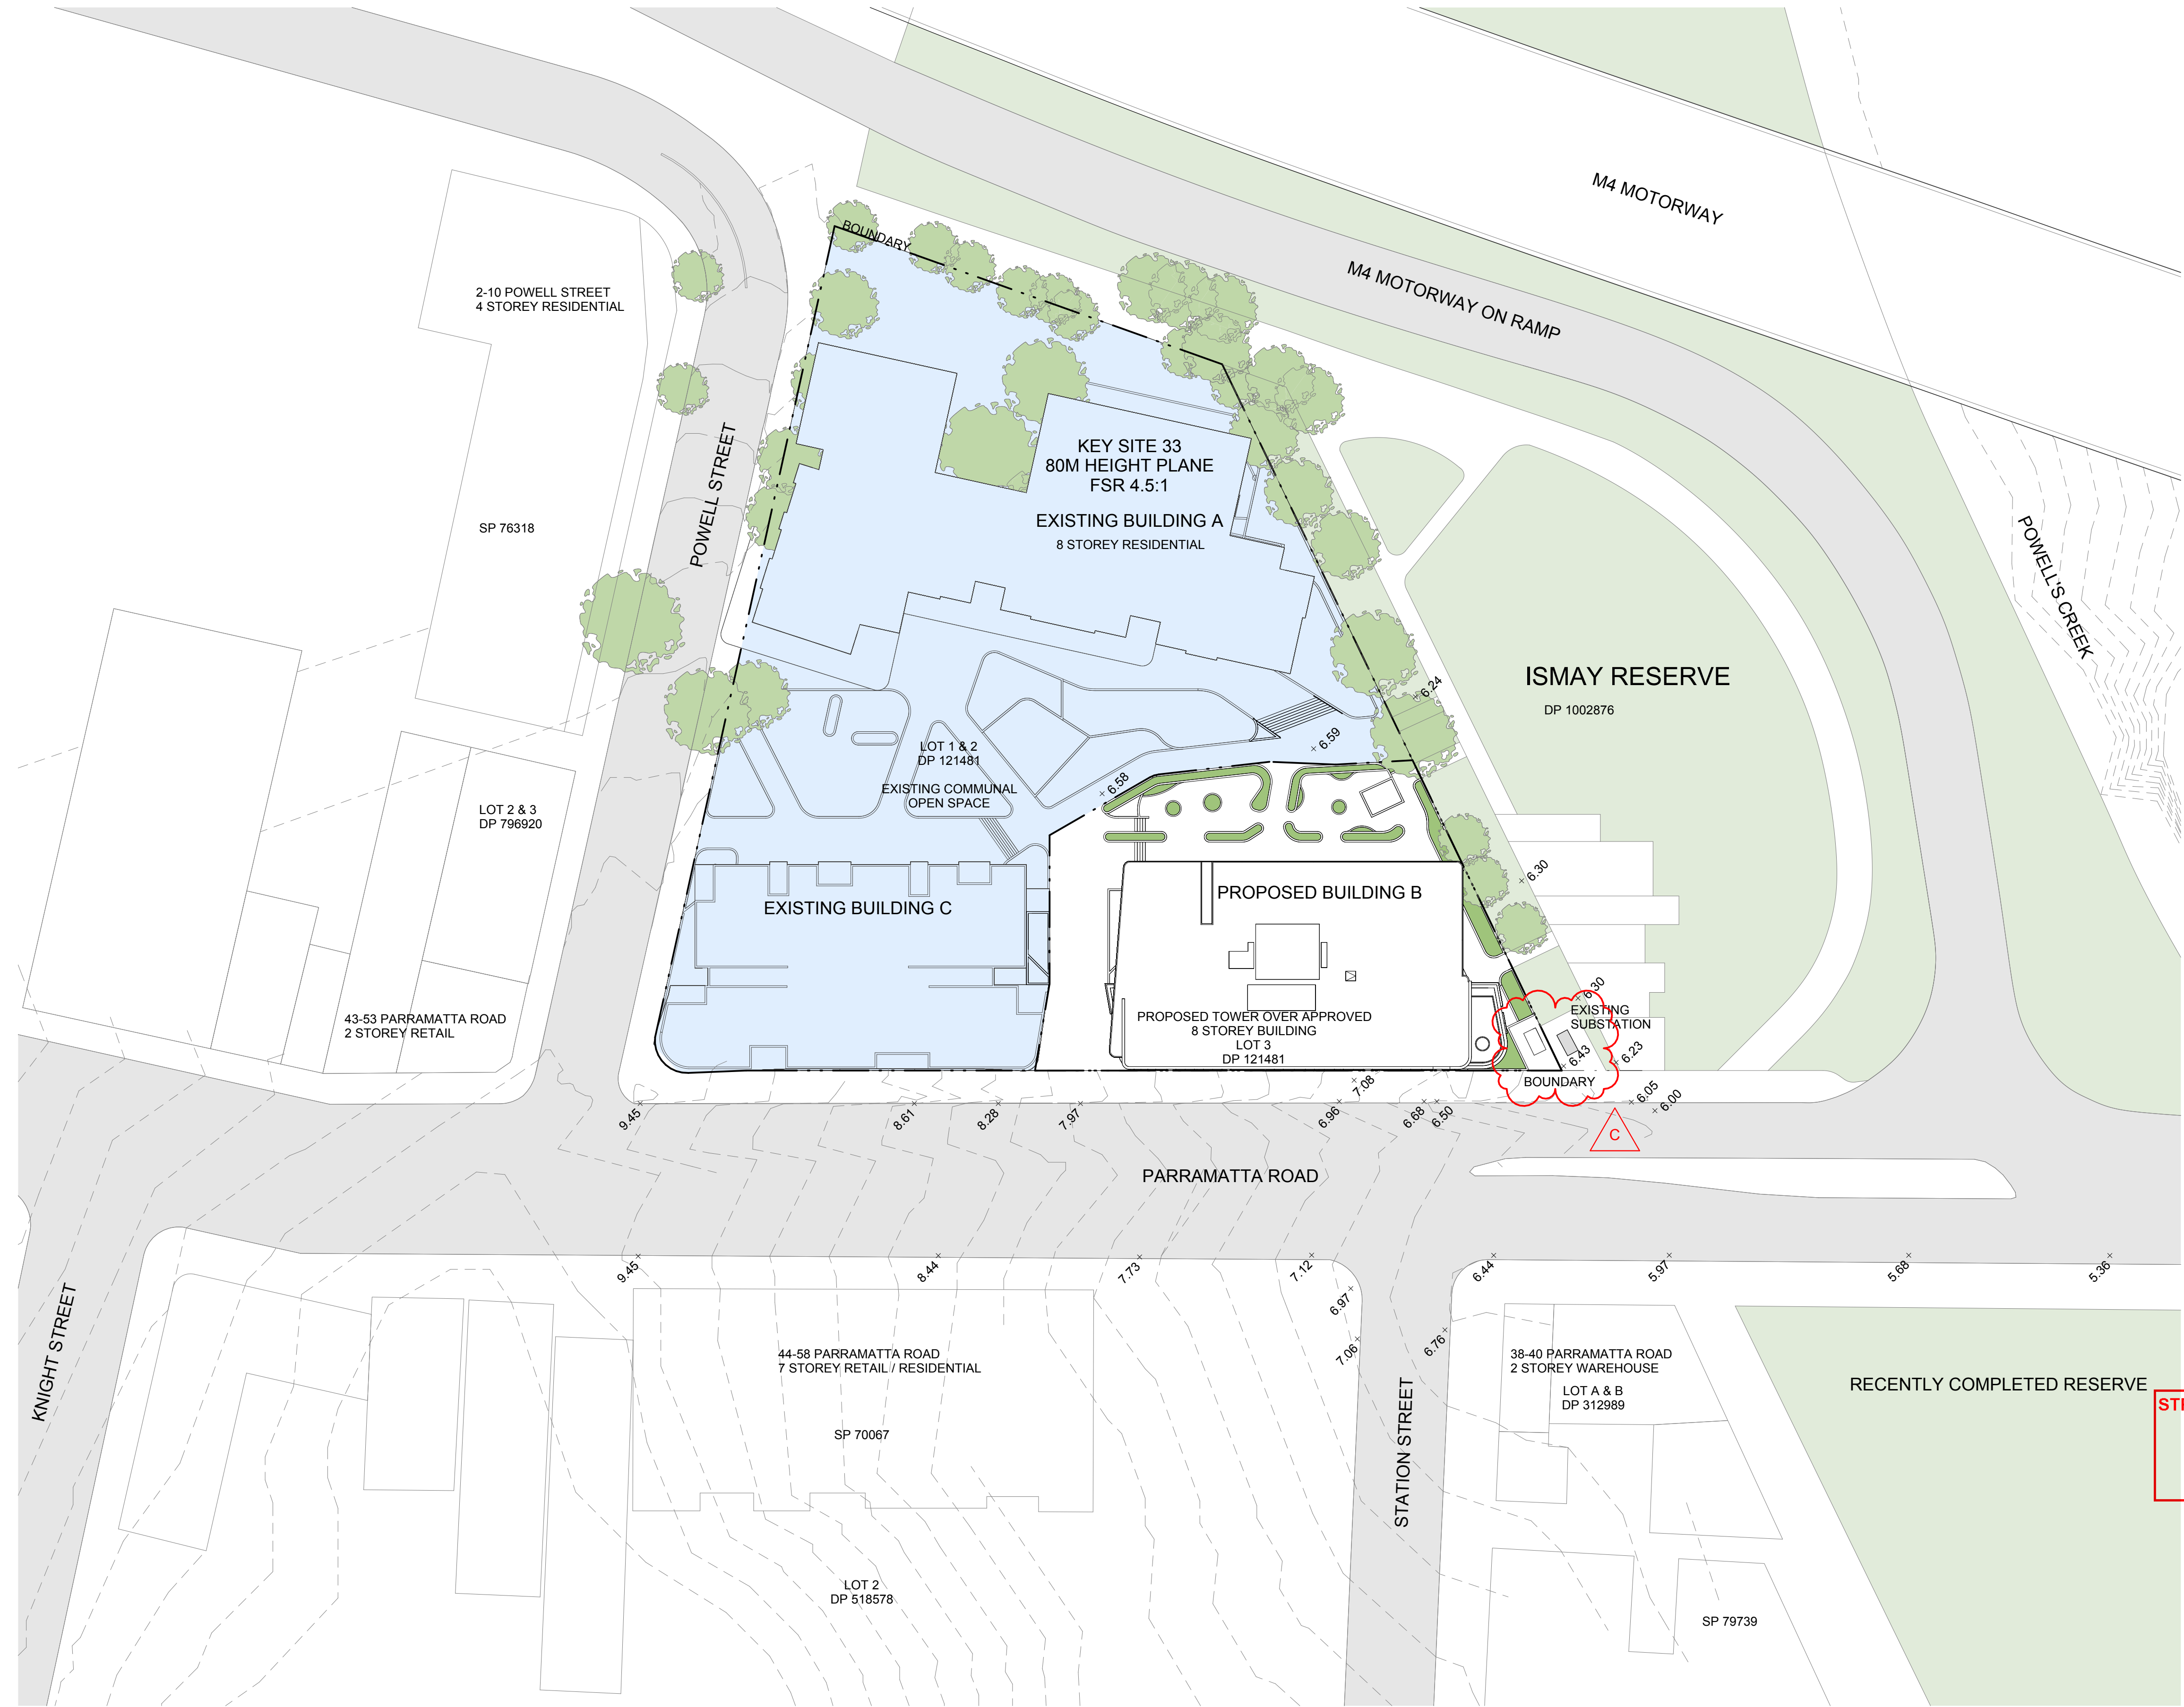 M4 MOTORWAY
BOUNDARY
M4 MOTORWAY ON RAMP
2-10 POWELL STREET
4 STOREY RESIDENTIAL
KEY SITE 33
80M HEIGHT PLANE
FSR 4.5:1
EXISTING BUILDING A
8 STOREY RESIDENTIAL
POWELL STREET
SP 76318
POWELL'S CREEK
ISMAY RESERVE
DP 1002876
6.24
6.59
6.58
LOT 1 & 2
DP 121481
EXISTING COMMUNAL
OPEN SPACE
LOT 2 & 3
DP 796920
6.30
EXISTING BUILDING C
PROPOSED BUILDING B
6.30
EXISTING
SUBSTATION
43-53 PARRAMATTA ROAD
2 STOREY RETAIL
PROPOSED TOWER OVER APPROVED
8 STOREY BUILDING
LOT 3
DP 121481
6.43
6.23
BOUNDARY
7.08
6.05
6.00
9.45
8.61
8.28
7.97
6.96
6.68
6.50
C
PARRAMATTA ROAD
9.45
8.44
7.73
7.12
6.44
5.97
5.68
5.36
6.97
7.06
6.76
KNIGHT STREET
44-58 PARRAMATTA ROAD
7 STOREY RETAIL / RESIDENTIAL
38-40 PARRAMATTA ROAD
2 STOREY WAREHOUSE
LOT A & B
DP 312989
RECENTLY COMPLETED RESERVE
SP 70067
STATION STREET
LOT 2
DP 518578
SP 79739